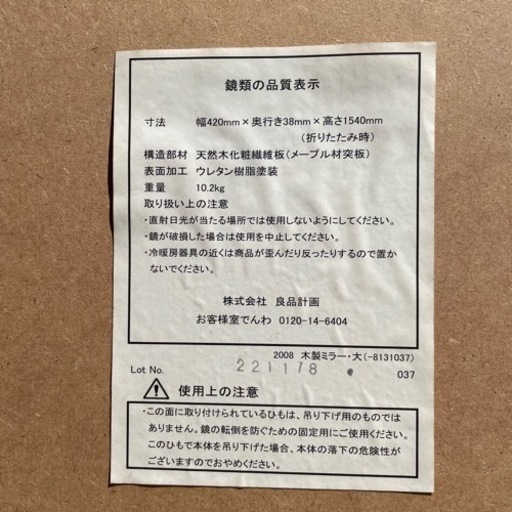 鏡類の品質表示
寸法 幅420mm×奥行き38mm×高さ1540mm
（折りたたみ時）
構造部材 天然木化粧繊維板（メープル材突板）
表面加工 ウレタン樹脂塗装
重量 10.2kg
取り扱い上の注意
・直射日光が当たる場所では使用しないようにしてください。
・鏡が破損した場合は使用を中止してください。
・冷暖房器具の近くは商品が歪んだり反ったりするので置か
ないでください。
株式会社 良品計画
お客様室でんわ 0120-14-6404
2008 木製ミラー・大(-8131037)
Lot No. 221178 037
使用上の注意
・この面に取り付けられているひもは、吊り下げ用のものでは
ありません。鏡の転倒を防ぐための固定用にご使用ください。
このひもで本体を吊り下げた場合、本体の落下の危険性が
ございますのでおやめください。